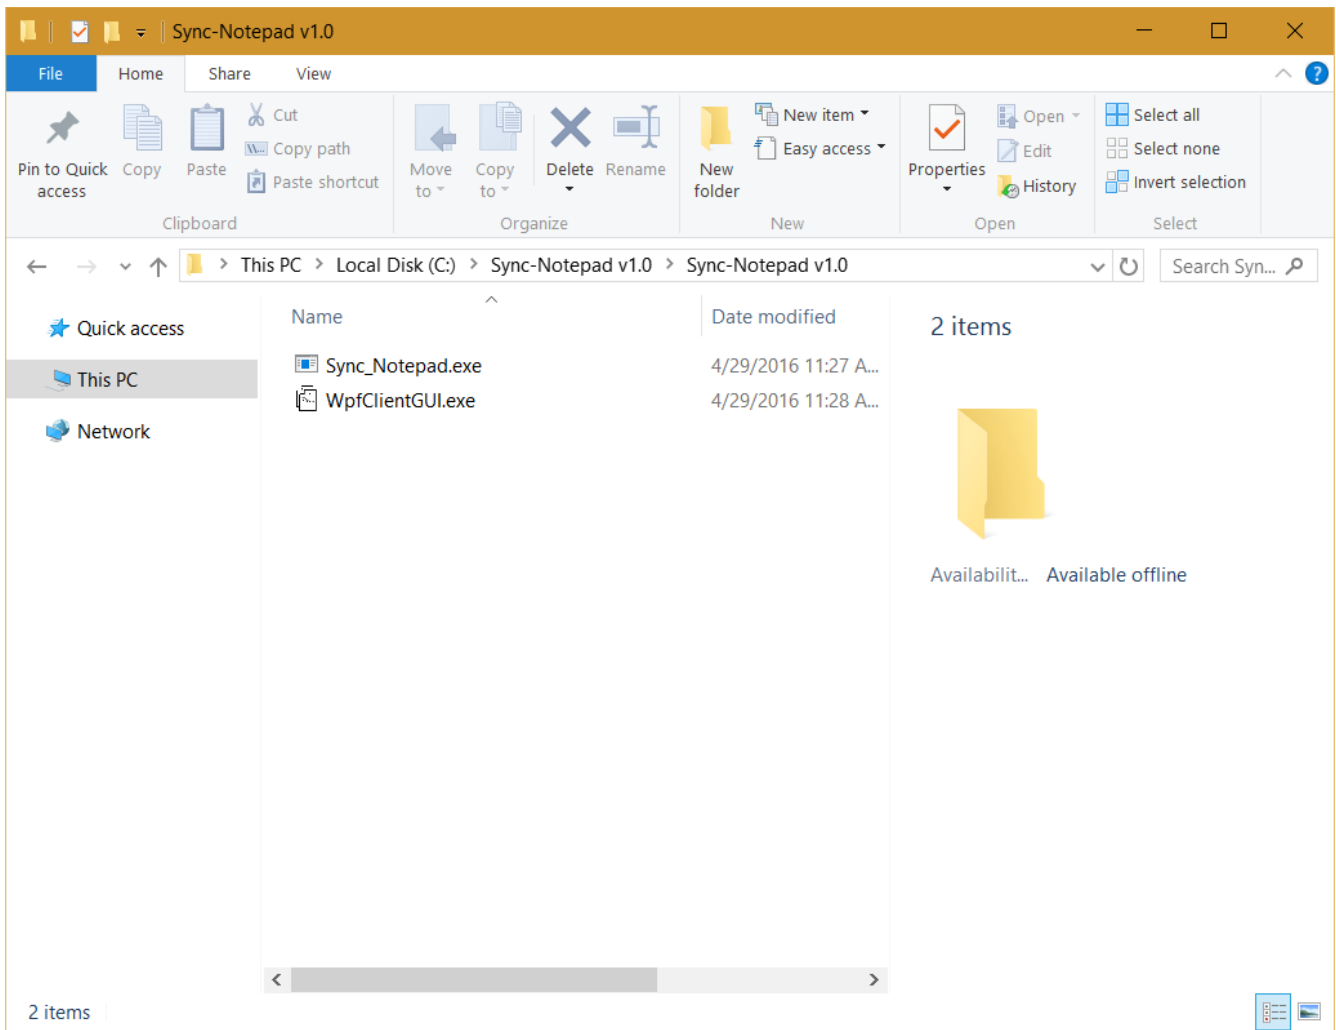 Sync-Notepad v1.0
File Home Share View
Pin to Quick access
Copy
Paste
Cut
Copy path
Paste shortcut
Clipboard
Move to
Copy to
Delete
Rename
Organize
New folder
New item
Easy access
New
Properties
Open
Edit
History
Open
Select all
Select none
Invert selection
Select
This PC > Local Disk (C:) > Sync-Notepad v1.0 > Sync-Notepad v1.0
Search Syn...
Quick access
This PC
Network
Name Date modified
Sync_Notepad.exe 4/29/2016 11:27 A...
WpfClientGUI.exe 4/29/2016 11:28 A...
2 items
Availabilit... Available offline
2 items